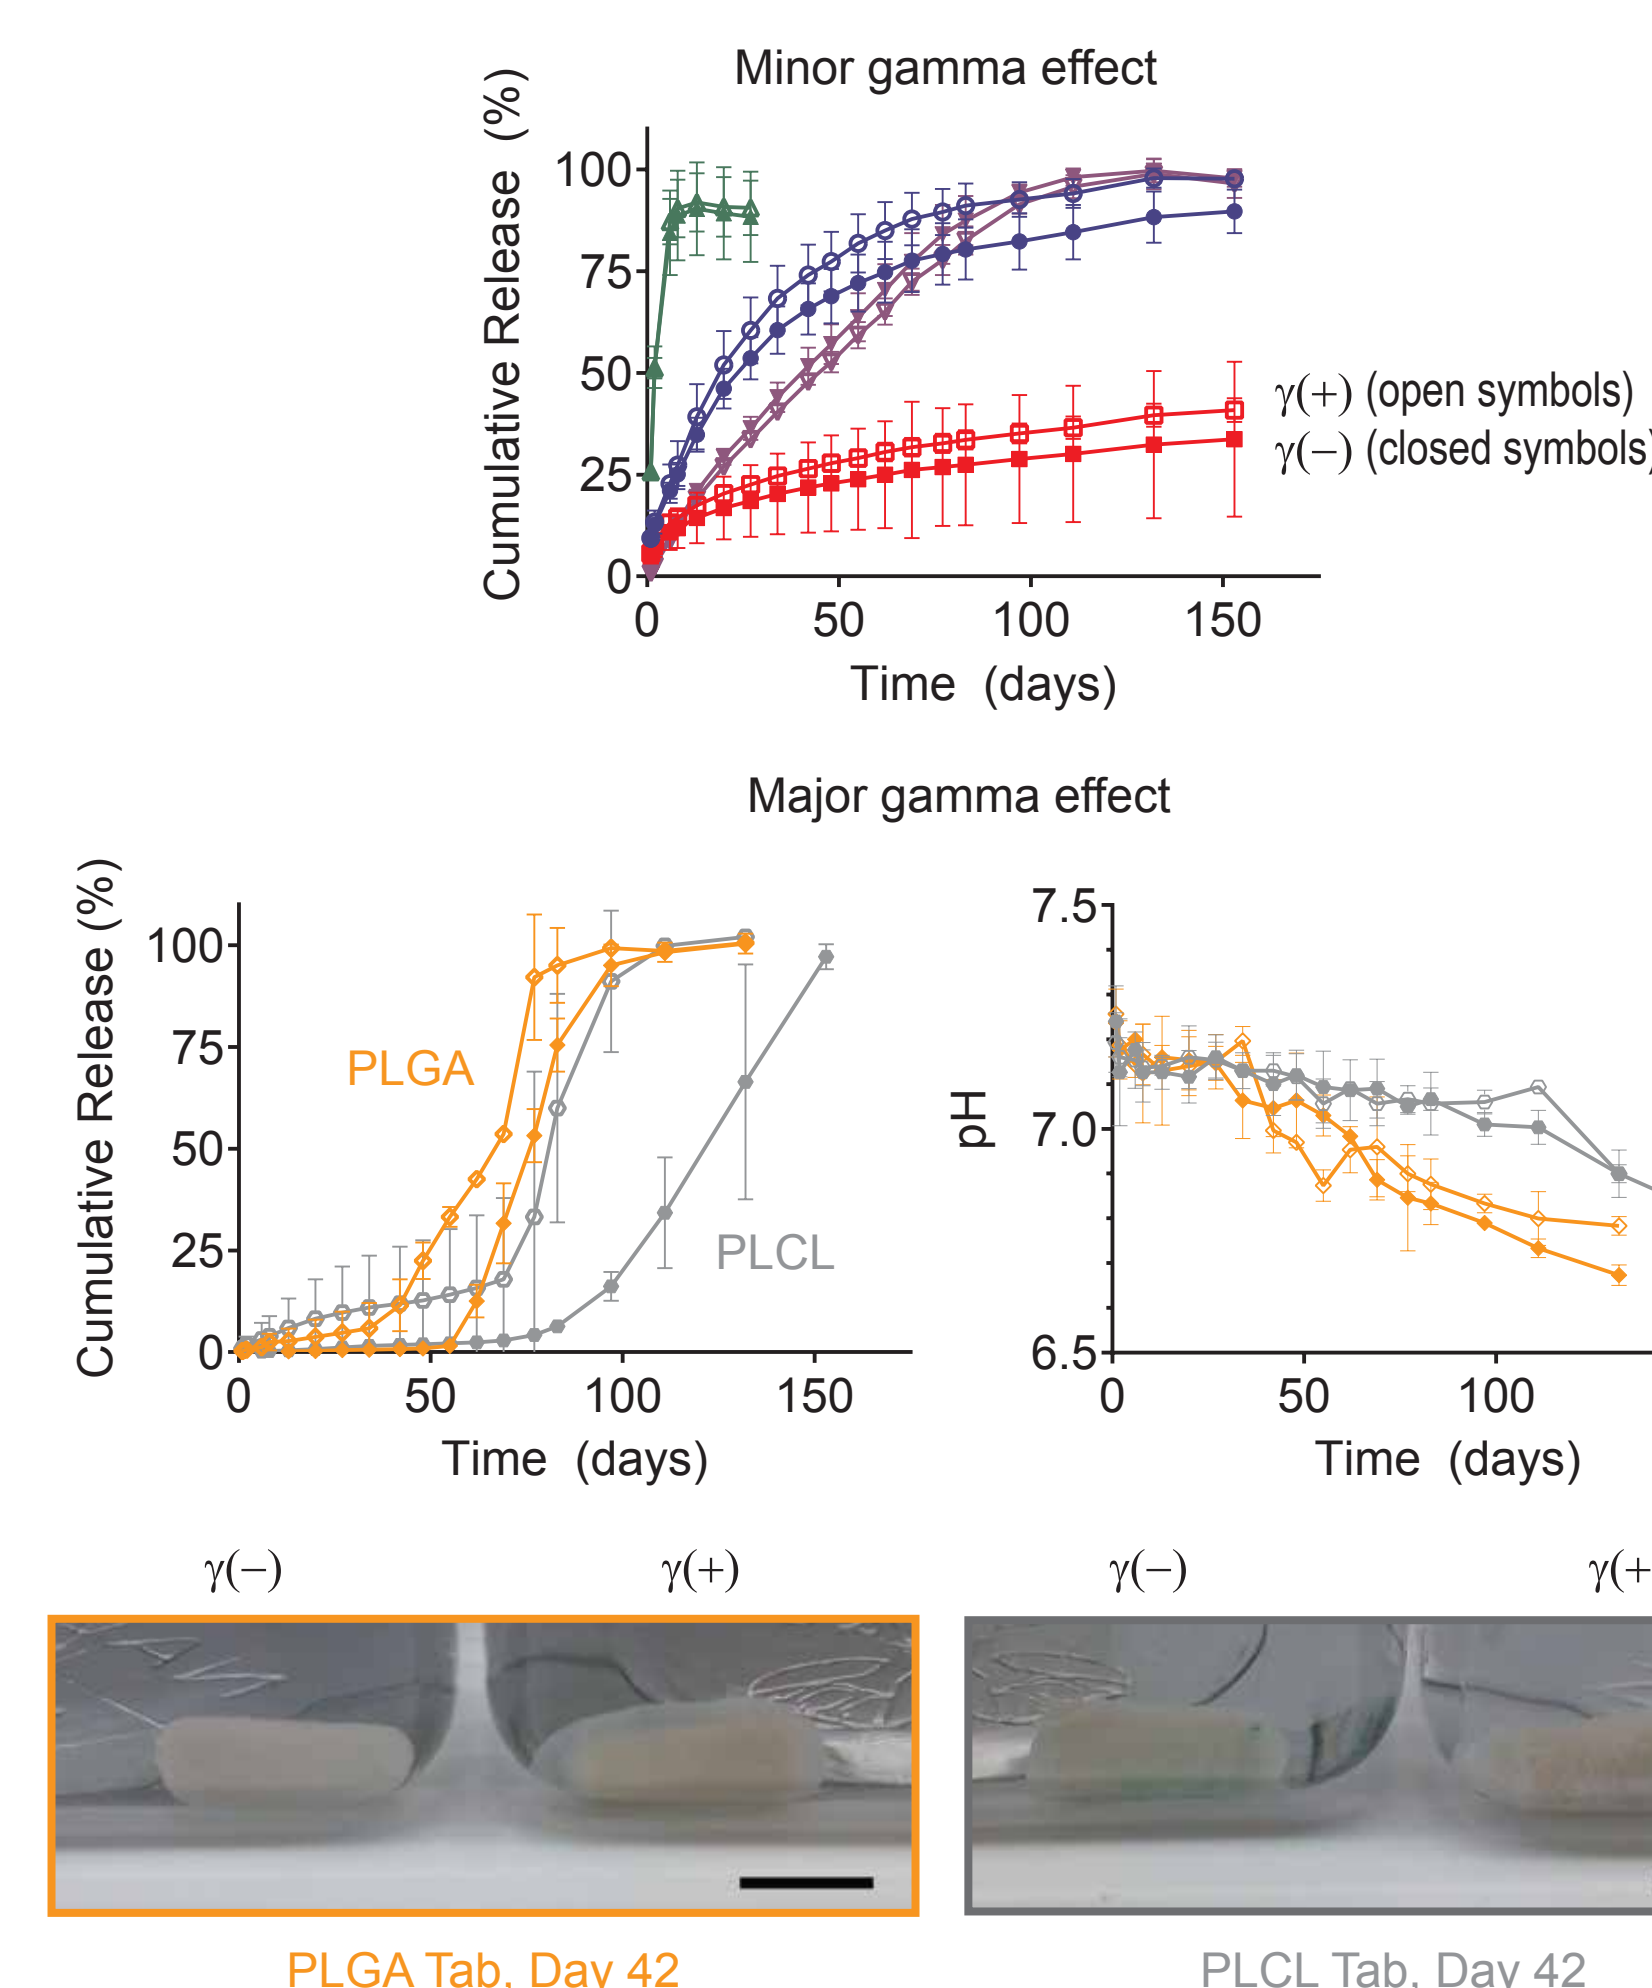 Minor gamma effect
Cumulative Release (%)
100
75
50
25
0
0 50 100 150
Time (days)
γ(+) (open symbols)
γ(−) (closed symbols)
Major gamma effect
Cumulative Release (%)
100
75
50
25
0
0 50 100 150
Time (days)
PLGA
PLCL
pH
7.5
7.0
6.5
0 50 100
Time (days)
γ(−) γ(+)
γ(−) γ(+
PLGA Tab, Day 42
PLCL Tab, Day 42